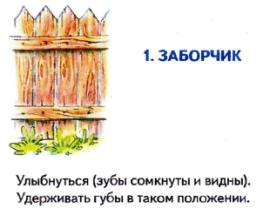 1. ЗАБОРЧИК
Улыбнуться (зубы сомкнуты и видны).
Удерживать губы в таком положении.